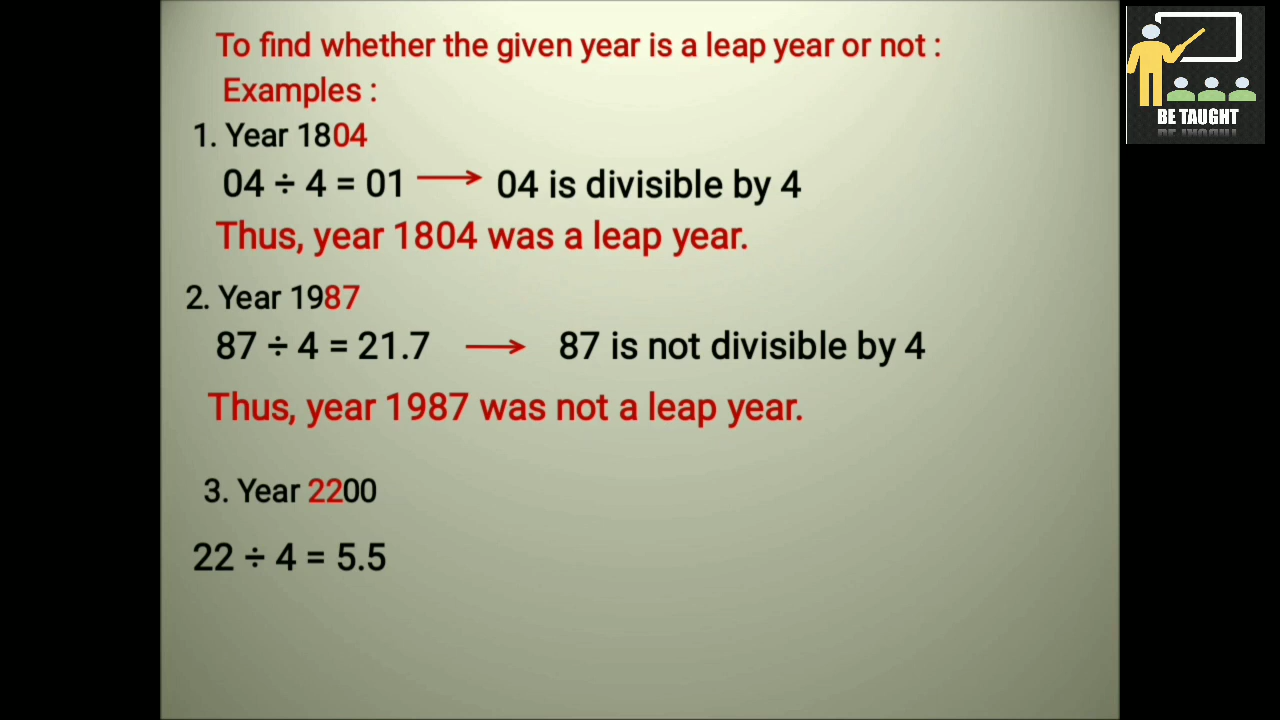 To find whether the given year is a leap year or not :
Examples :
1. Year 1804
04 ÷ 4 = 01 → 04 is divisible by 4
Thus, year 1804 was a leap year.
2. Year 1987
87 ÷ 4 = 21.7 → 87 is not divisible by 4
Thus, year 1987 was not a leap year.
3. Year 2200
22 ÷ 4 = 5.5
BE TAUGHT